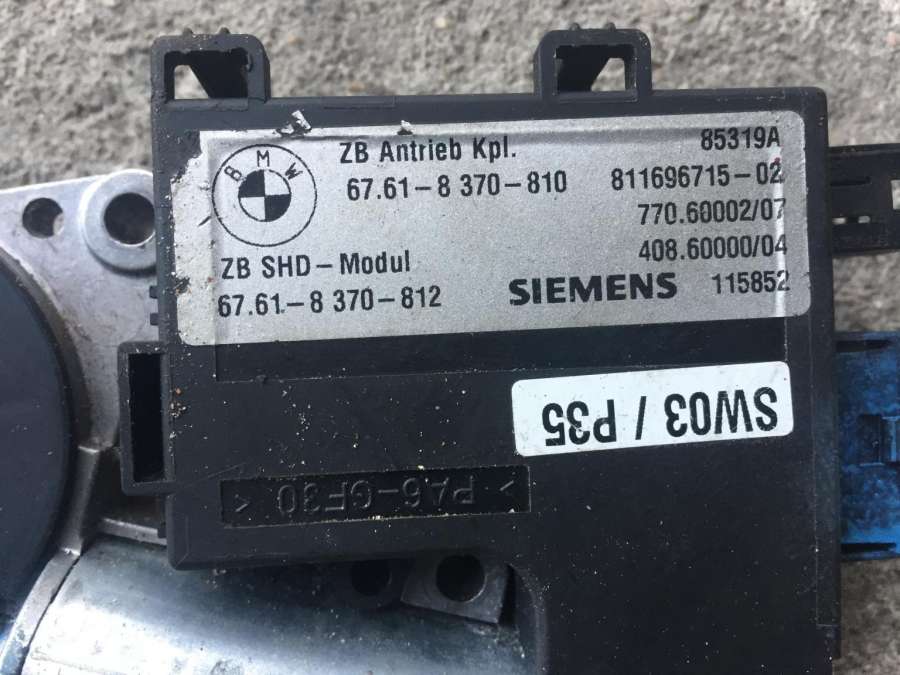 BMW
ZB Antrieb Kpl.
67.61-8 370-810
ZB SHD-Modul
67.61-8 370-812
85319A
811696715-02
770.60002/07
408.60000/04
SIEMENS 115852
SW03 / P35
> PA6-GF30 <